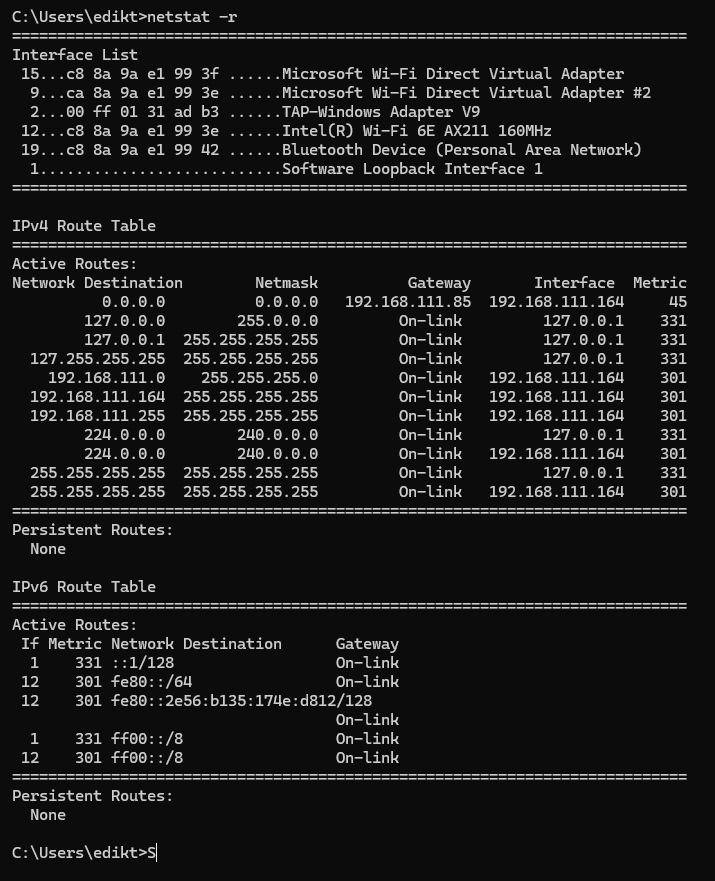 C:\Users\edikt>netstat -r
===========================================================================
Interface List
 15...c8 8a 9a e1 99 3f ......Microsoft Wi-Fi Direct Virtual Adapter
  9...ca 8a 9a e1 99 3e ......Microsoft Wi-Fi Direct Virtual Adapter #2
  2...00 ff 01 31 ad b3 ......TAP-Windows Adapter V9
 12...c8 8a 9a e1 99 3e ......Intel(R) Wi-Fi 6E AX211 160MHz
 19...c8 8a 9a e1 99 42 ......Bluetooth Device (Personal Area Network)
  1...........................Software Loopback Interface 1
===========================================================================

IPv4 Route Table
===========================================================================
Active Routes:
Network Destination        Netmask          Gateway       Interface  Metric
          0.0.0.0          0.0.0.0   192.168.111.85  192.168.111.164     45
        127.0.0.0        255.0.0.0         On-link         127.0.0.1    331
        127.0.0.1  255.255.255.255         On-link         127.0.0.1    331
  127.255.255.255  255.255.255.255         On-link         127.0.0.1    331
    192.168.111.0    255.255.255.0         On-link   192.168.111.164    301
  192.168.111.164  255.255.255.255         On-link   192.168.111.164    301
  192.168.111.255  255.255.255.255         On-link   192.168.111.164    301
        224.0.0.0        240.0.0.0         On-link         127.0.0.1    331
        224.0.0.0        240.0.0.0         On-link   192.168.111.164    301
  255.255.255.255  255.255.255.255         On-link         127.0.0.1    331
  255.255.255.255  255.255.255.255         On-link   192.168.111.164    301
===========================================================================
Persistent Routes:
  None

IPv6 Route Table
===========================================================================
Active Routes:
 If Metric Network Destination      Gateway
  1    331 ::1/128                  On-link
 12    301 fe80::/64                On-link
 12    301 fe80::2e56:b135:174e:d812/128
                                    On-link
  1    331 ff00::/8                 On-link
 12    301 ff00::/8                 On-link
===========================================================================
Persistent Routes:
  None

C:\Users\edikt>S